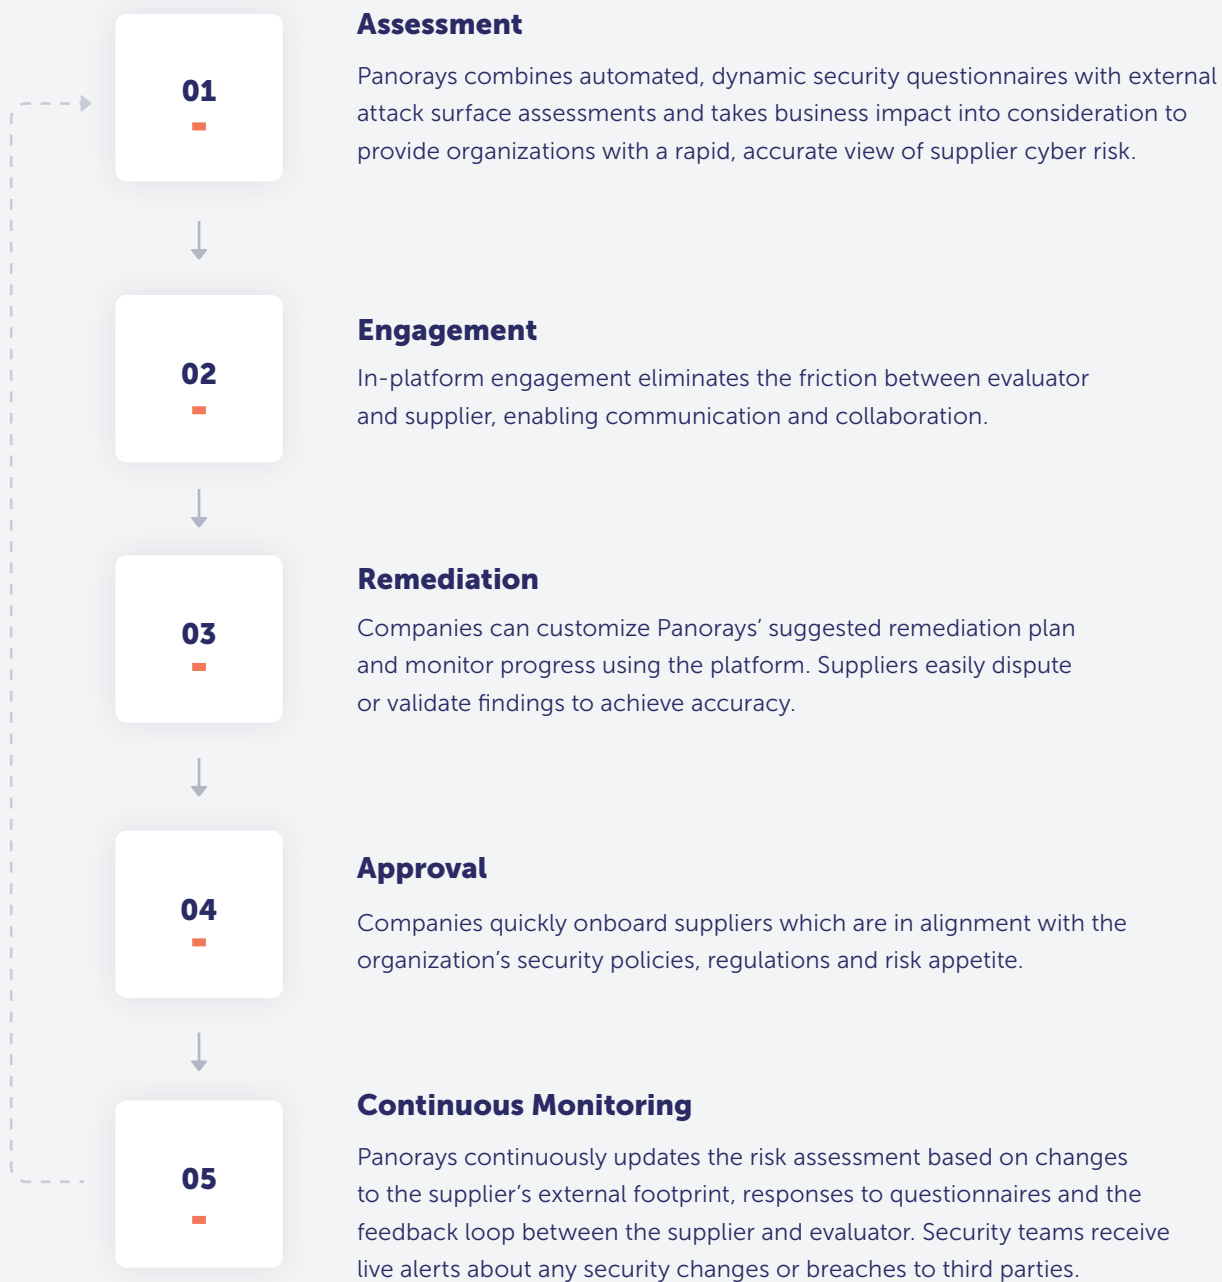 01
Assessment
Panorays combines automated, dynamic security questionnaires with external
attack surface assessments and takes business impact into consideration to
provide organizations with a rapid, accurate view of supplier cyber risk.
02
Engagement
In-platform engagement eliminates the friction between evaluator
and supplier, enabling communication and collaboration.
03
Remediation
Companies can customize Panorays’ suggested remediation plan
and monitor progress using the platform. Suppliers easily dispute
or validate findings to achieve accuracy.
04
Approval
Companies quickly onboard suppliers which are in alignment with the
organization’s security policies, regulations and risk appetite.
05
Continuous Monitoring
Panorays continuously updates the risk assessment based on changes
to the supplier’s external footprint, responses to questionnaires and the
feedback loop between the supplier and evaluator. Security teams receive
live alerts about any security changes or breaches to third parties.